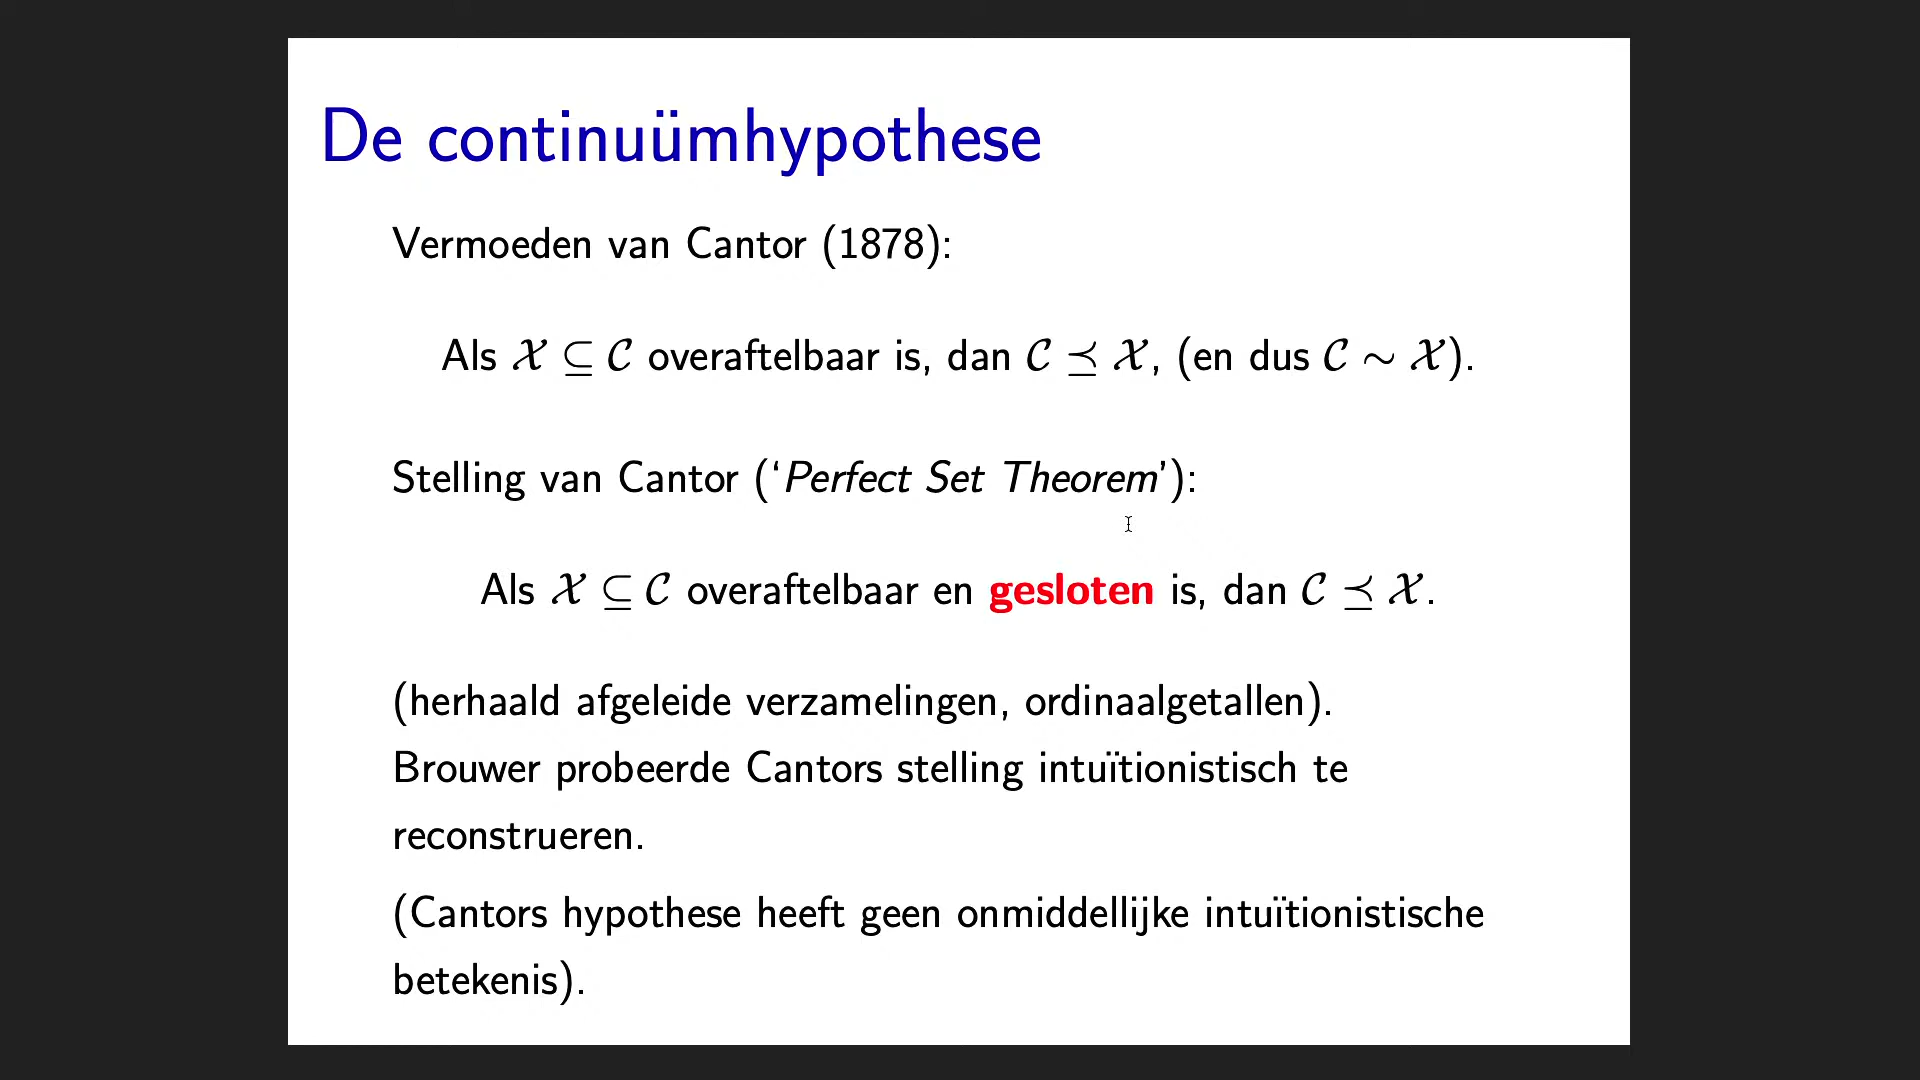 De continuümhypothese
Vermoeden van Cantor (1878):
Als 𝒳 ⊆ 𝒞 overaftelbaar is, dan 𝒞 ⪯ 𝒳, (en dus 𝒞 ∼ 𝒳).
Stelling van Cantor (‘Perfect Set Theorem’):
Als 𝒳 ⊆ 𝒞 overaftelbaar en gesloten is, dan 𝒞 ⪯ 𝒳.
(herhaald afgeleide verzamelingen, ordinaalgetallen).
Brouwer probeerde Cantors stelling intuïtionistisch te
reconstrueren.
(Cantors hypothese heeft geen onmiddellijke intuïtionistische
betekenis).